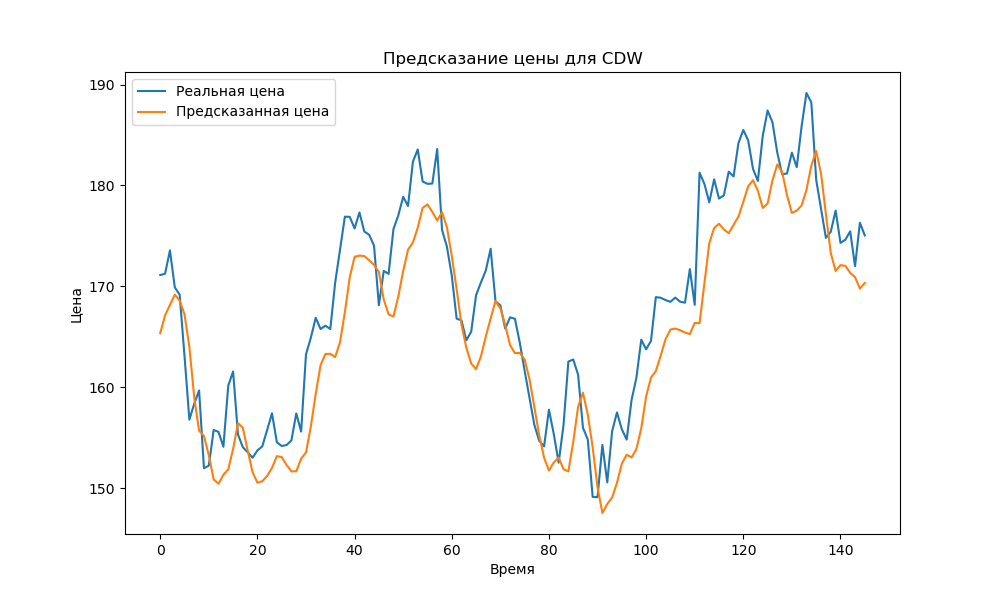 Предсказание цены для CDW
Реальная цена
Предсказанная цена
Цена
190
180
170
160
150
0 20 40 60 80 100 120 140
Время